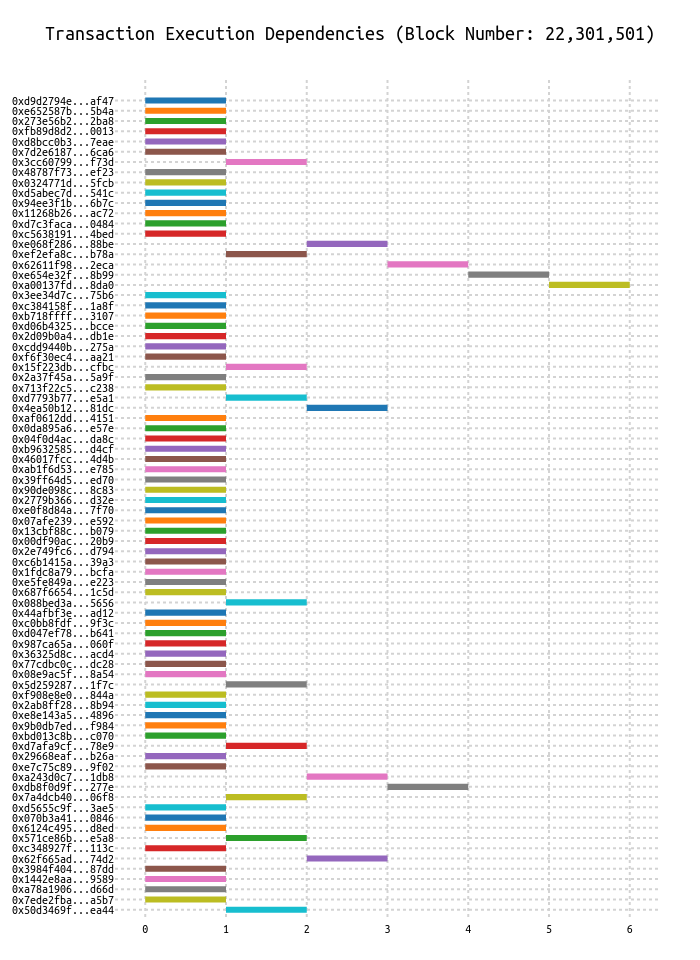 Transaction Execution Dependencies (Block Number: 22,301,501)
0xd9d2794e...af47
0xe652587b...5b4a
0x273e56b2...2ba8
0xfb89d8d2...0013
0xd8bcc0b3...7eae
0x7d2e6187...6ca6
0x3cc60799...f73d
0x48787f73...ef23
0x0324771d...5fcb
0xd5abec7d...541c
0x94ee3f1b...6b7c
0x11268b26...ac72
0xd7c3faca...0484
0xc5638191...4bed
0xe068f286...88be
0xef2efa8c...b78a
0x62611f98...2eca
0xe654e32f...8b99
0xa00137fd...8da0
0x3ee34d7c...75b6
0xc384158f...1a8f
0xb718ffff...3107
0xd06b4325...bcce
0x2d09b0a4...db1e
0xcdd9440b...275a
0xf6f30ec4...aa21
0x15f223db...cfbc
0x2a37f45a...5a9f
0x713f22c5...c238
0xd7793b77...e5a1
0x4ea50b12...81dc
0xaf0612dd...4151
0x0da895a6...e57e
0x04f0d4ac...da8c
0xb9632585...d4cf
0x46017fcc...4d4b
0xab1f6d53...e785
0x39ff64d5...ed70
0x90de098c...8c83
0x2779b366...d32e
0xe0f8d84a...7f70
0x07afe239...e592
0x13cbf88c...b079
0x00df90ac...20b9
0x2e749fc6...d794
0xc6b1415a...39a3
0x1fdc8a79...bcfa
0xe5fe849a...e223
0x687f6654...1c5d
0x088bed3a...5656
0x44afbf3e...ad12
0xc0bb8fdf...9f3c
0xd047ef78...b641
0x987ca65a...060f
0x36325d8c...acd4
0x77cdbc0c...dc28
0x08e9ac5f...8a54
0x5d259287...1f7c
0xf908e8e0...844a
0x2ab8ff28...8b94
0xe8e143a5...4896
0x9b0db7ed...f984
0xbd013c8b...c070
0xd7afa9cf...78e9
0x29668eaf...b26a
0xe7c75c89...9f02
0xa243d0c7...1db8
0xdb8f0d9f...277e
0x7a4dcb40...06f8
0xd5655c9f...3ae5
0x070b3a41...0846
0x6124c495...d8ed
0x571ce86b...e5a8
0xc348927f...113c
0x62f665ad...74d2
0x3984f404...87dd
0x1442e8aa...9589
0xa78a1906...d66d
0x7ede2fba...a5b7
0x50d3469f...ea44
0 1 2 3 4 5 6